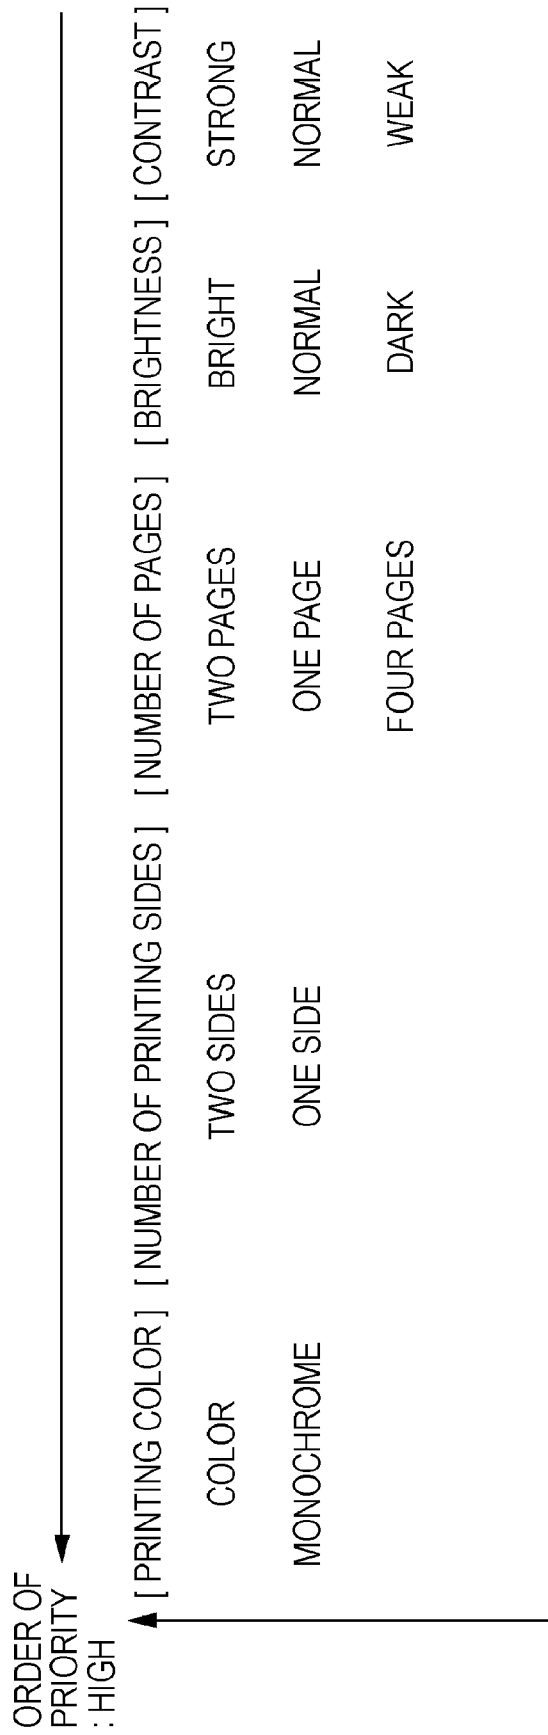 ORDER OF
PRIORITY
: HIGH
[ PRINTING COLOR ] [ NUMBER OF PRINTING SIDES ] [ NUMBER OF PAGES ] [ BRIGHTNESS ] [ CONTRAST ]
COLOR TWO SIDES TWO PAGES BRIGHT STRONG
MONOCHROME ONE SIDE ONE PAGE NORMAL NORMAL
FOUR PAGES DARK WEAK